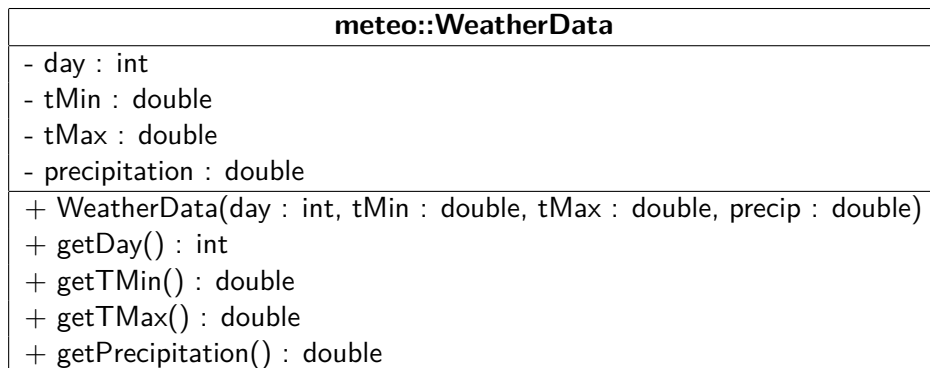 meteo::WeatherData
- day : int
- tMin : double
- tMax : double
- precipitation : double
+ WeatherData(day : int, tMin : double, tMax : double, precip : double)
+ getDay() : int
+ getTMin() : double
+ getTMax() : double
+ getPrecipitation() : double